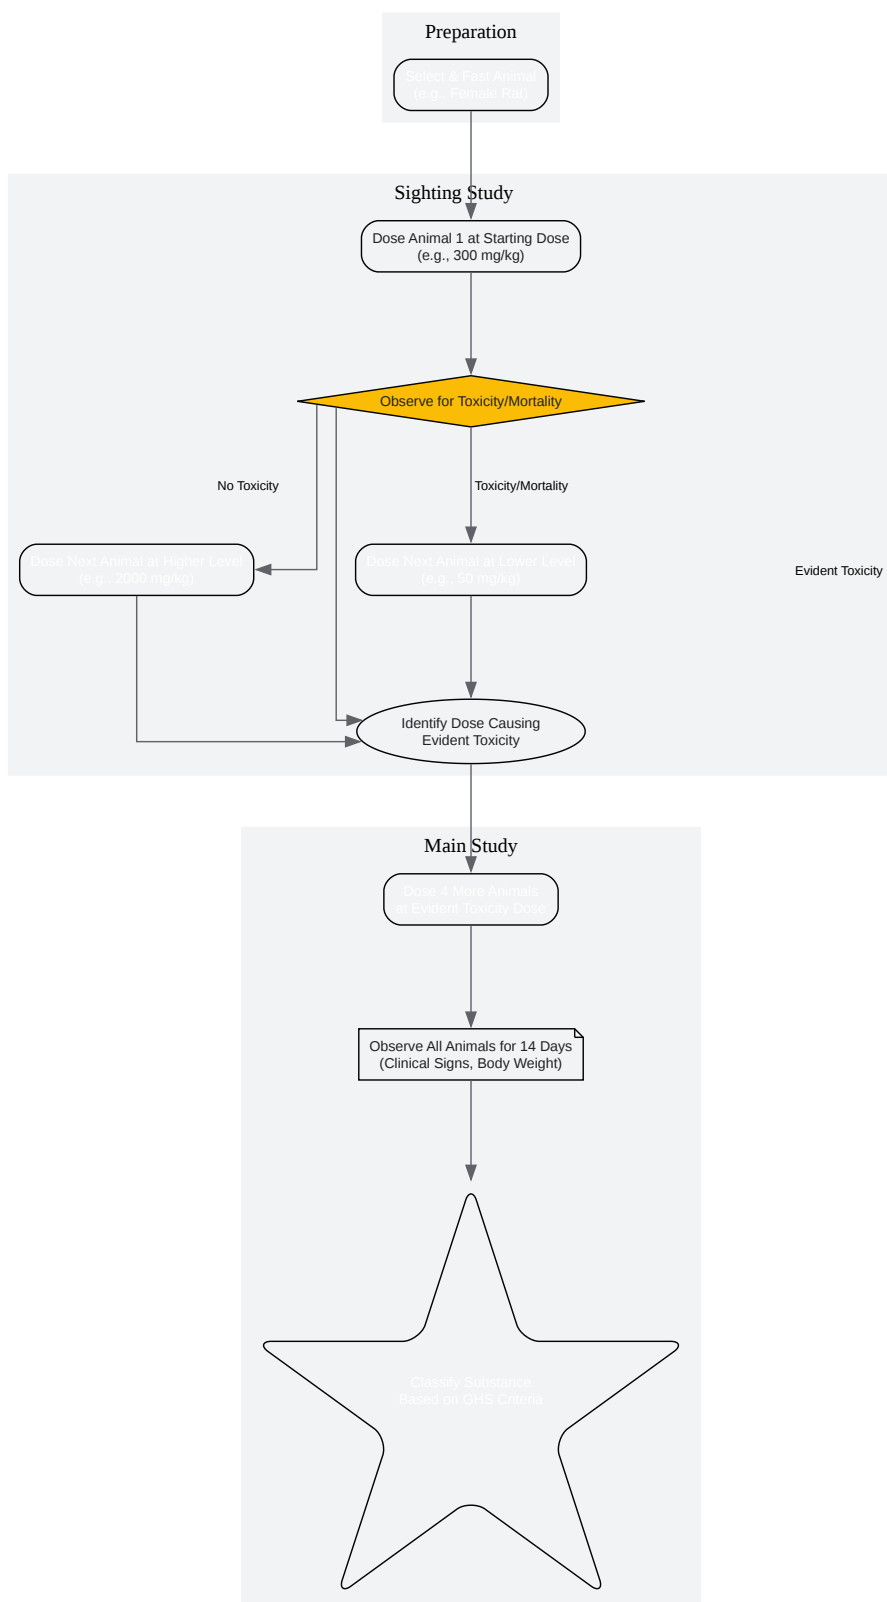 Preparation
Select & Fast Animal
(e.g., Female Rat)
Sighting Study
Dose Animal 1 at Starting Dose
(e.g., 300 mg/kg)
Observe for Toxicity/Mortality
No Toxicity
Toxicity/Mortality
Dose Next Animal at Higher Level
(e.g., 2000 mg/kg)
Dose Next Animal at Lower Level
(e.g., 50 mg/kg)
Evident Toxicity
Identify Dose Causing
Evident Toxicity
Main Study
Dose 4 More Animals
at Evident Toxicity Dose
Observe All Animals for 14 Days
(Clinical Signs, Body Weight)
Classify Substance
Based on GHS Criteria